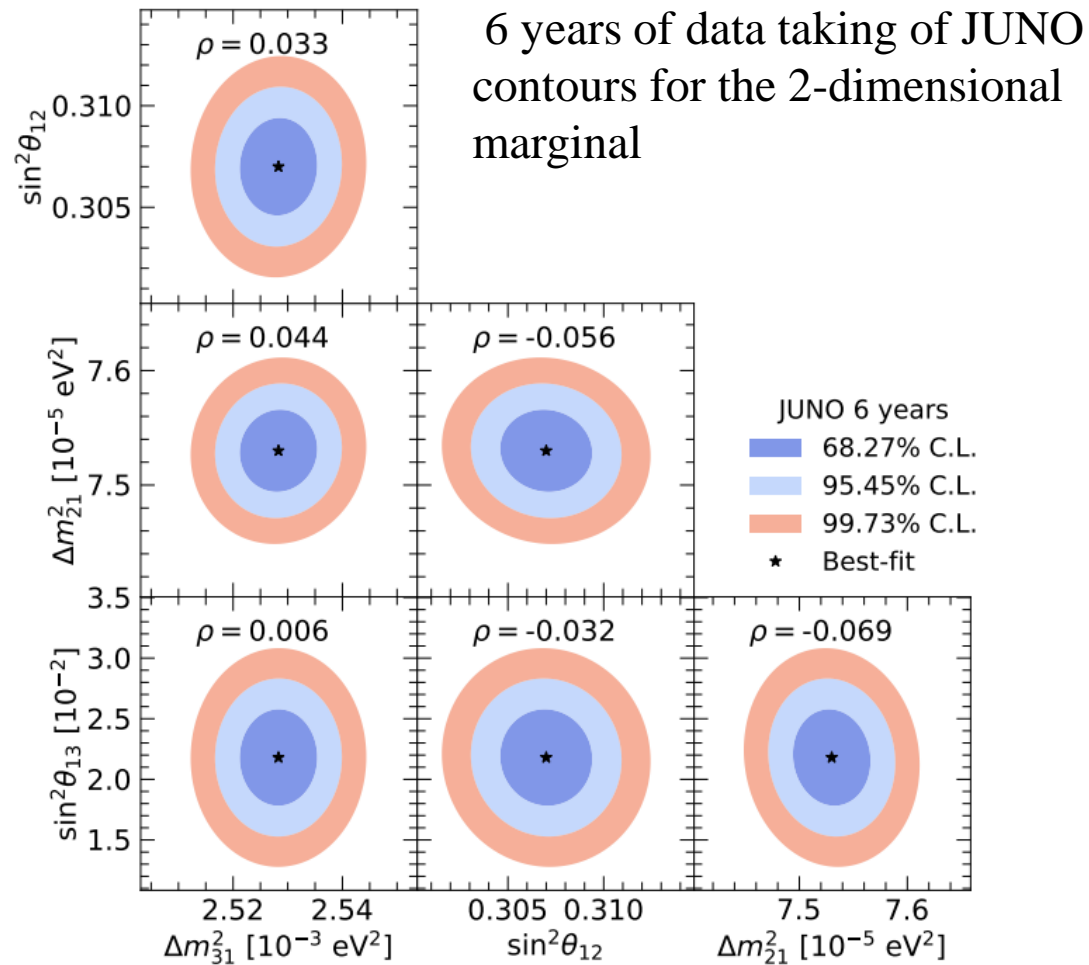 6 years of data taking of JUNO
contours for the 2-dimensional
marginal
ρ = 0.033
sin²θ₁₂
0.310
0.305
ρ = 0.044
ρ = -0.056
Δm²₂₁ [10⁻⁵ eV²]
7.6
7.5
JUNO 6 years
68.27% C.L.
95.45% C.L.
99.73% C.L.
Best-fit
ρ = 0.006
ρ = -0.032
ρ = -0.069
sin²θ₁₃ [10⁻²]
3.5
3.0
2.5
2.0
1.5
2.52 2.54
0.305 0.310
7.5 7.6
Δm²₃₁ [10⁻³ eV²]
sin²θ₁₂
Δm²₂₁ [10⁻⁵ eV²]